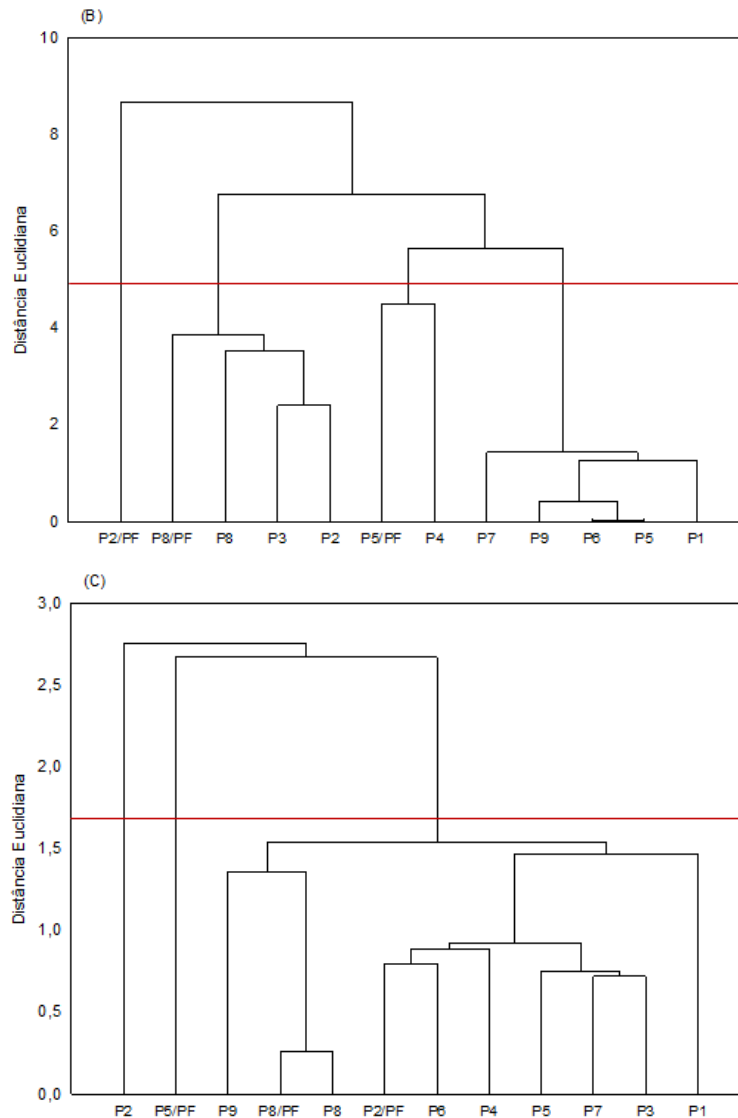 (B)
Distância Euclidiana
10
8
6
4
2
0
P2/PF P8/PF P8 P3 P2 P5/PF P4 P7 P9 P6 P5 P1
(C)
Distância Euclidiana
3,0
2,5
2,0
1,5
1,0
0,5
0,0
P2 P5/PF P9 P8/PF P8 P2/PF P6 P4 P5 P7 P3 P1